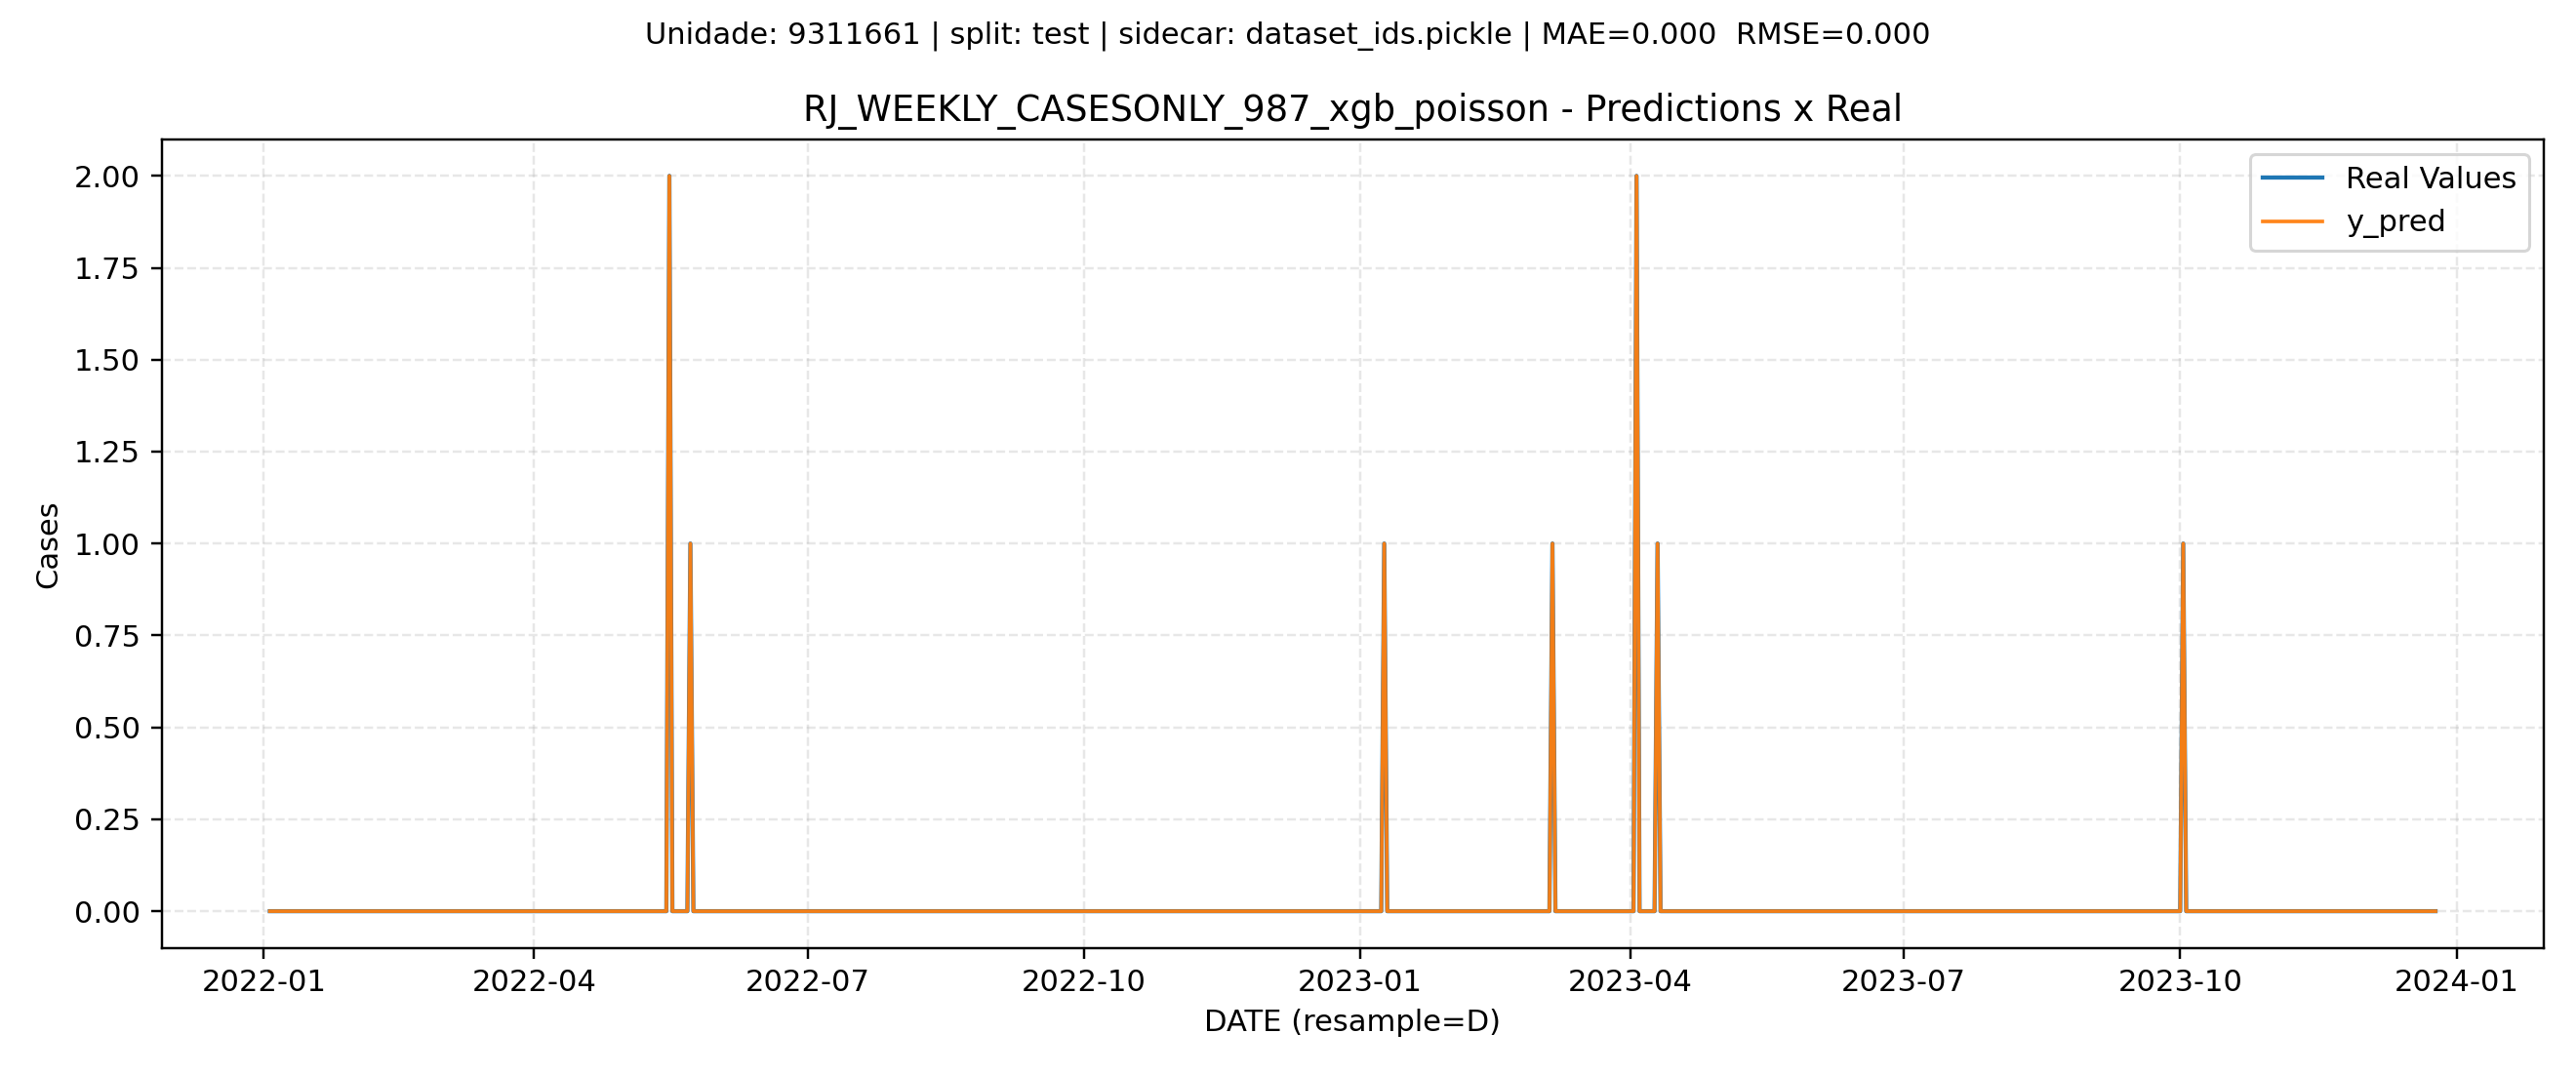 Unidade: 9311661 | split: test | sidecar: dataset_ids.pickle | MAE=0.000  RMSE=0.000
RJ_WEEKLY_CASESONLY_987_xgb_poisson - Predictions x Real
Real Values
y_pred
2.00
1.75
1.50
1.25
1.00
0.75
0.50
0.25
0.00
Cases
2022-01 2022-04 2022-07 2022-10 2023-01 2023-04 2023-07 2023-10 2024-01
DATE (resample=D)